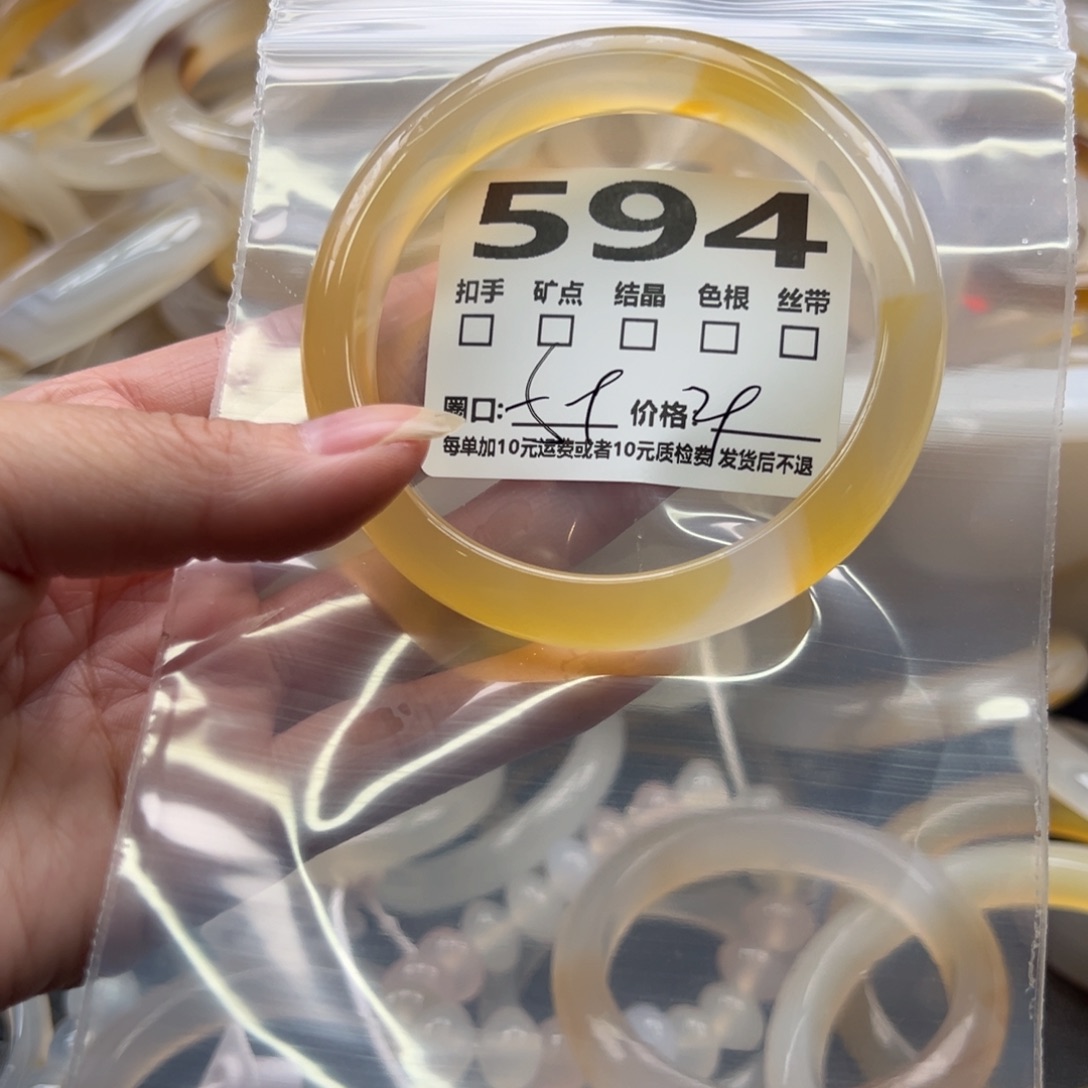 594
扣手 矿点 结晶 色根 丝带
圈口: 价格:
每单加10元运费或者10元质检费 发货后不退